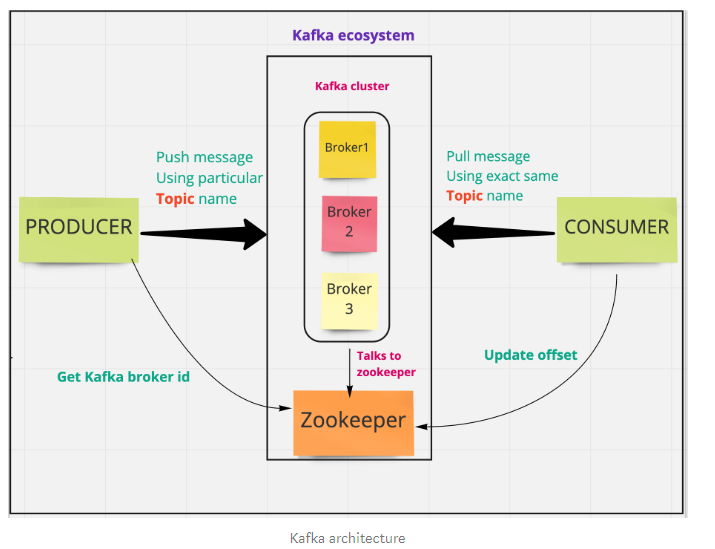 Kafka ecosystem
Kafka cluster
Broker1
Push message
Using particular
Topic name
Pull message
Using exact same
Topic name
PRODUCER
Broker
2
CONSUMER
Broker
3
Talks to
zookeeper
Update offset
Get Kafka broker id
Zookeeper
Kafka architecture